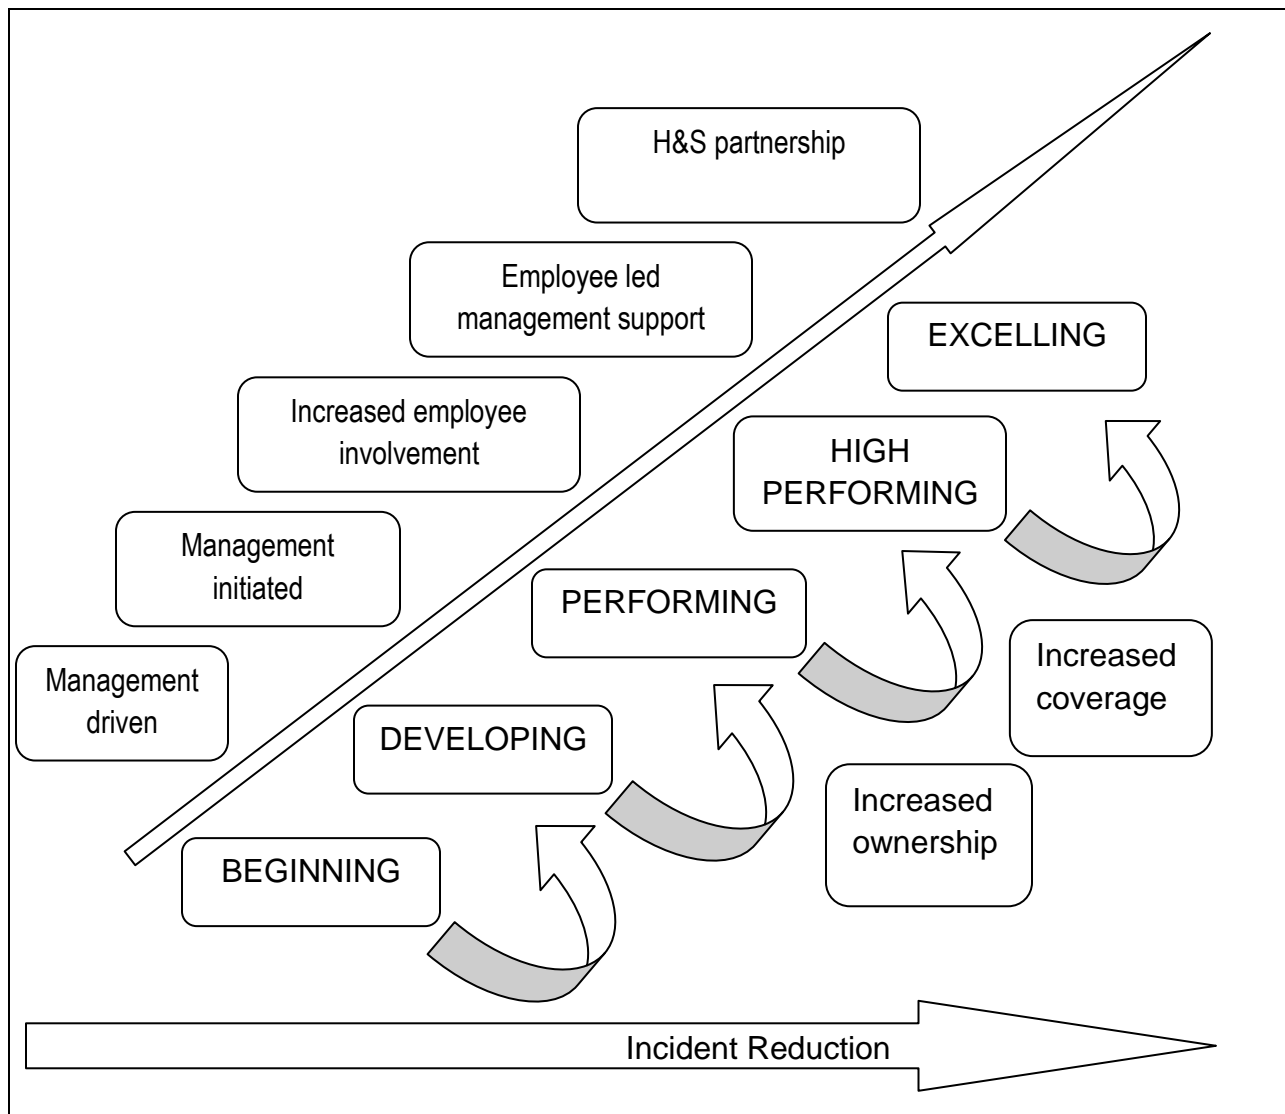 H&S partnership
Employee led
management support
EXCELLING
Increased employee
involvement
HIGH
PERFORMING
Management
initiated
PERFORMING
Increased
coverage
Management
driven
DEVELOPING
Increased
ownership
BEGINNING
Incident Reduction